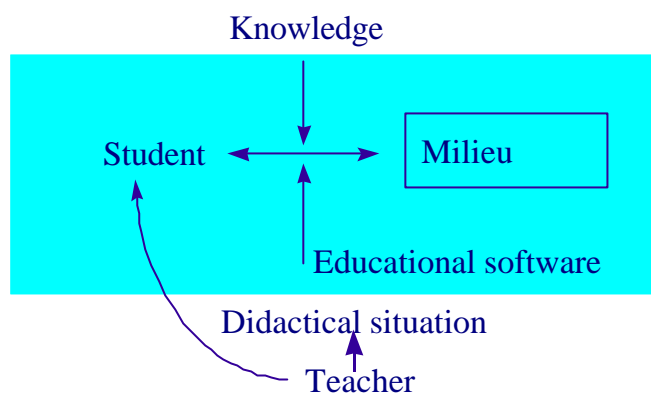 Knowledge
Student
Milieu
Educational software
Didactical situation
Teacher